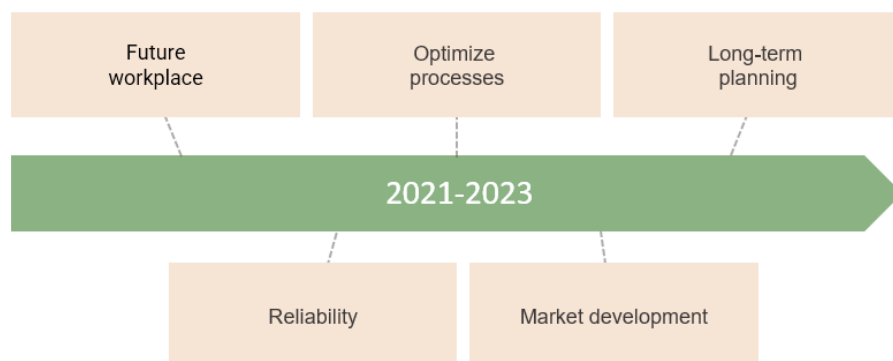 Future
workplace
Optimize
processes
Long-term
planning
2021-2023
Reliability
Market development